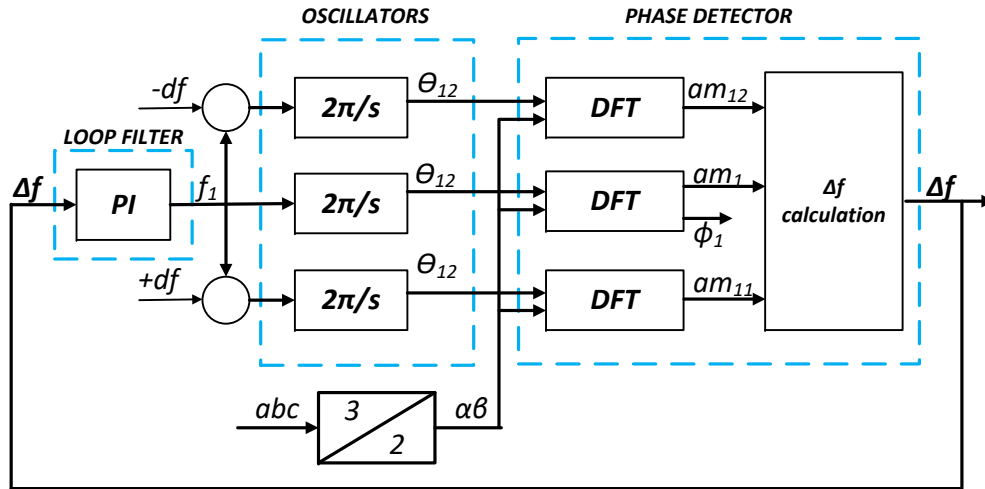 OSCILLATORS
PHASE DETECTOR
-df
2π/s
ϴ12
DFT
am12
LOOP FILTER
Δf
PI
f1
2π/s
ϴ12
DFT
am1
ϕ1
Δf
calculation
Δf
+df
2π/s
ϴ12
DFT
am11
abc
3
2
αβ